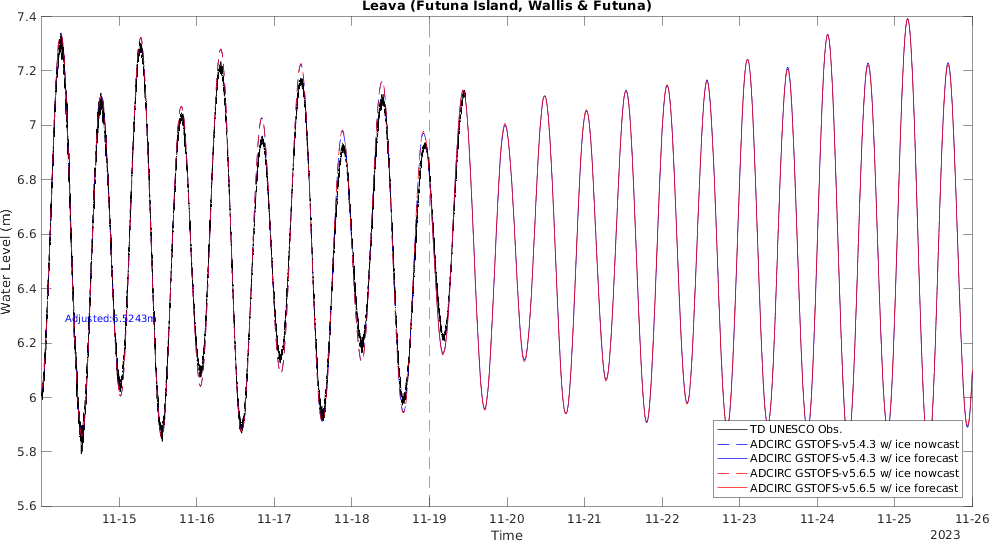 Leava (Futuna Island, Wallis & Futuna)
7.4
7.2
7
6.8
6.6
6.4
6.2
6
5.8
5.6
Water Level (m)
Adjusted:6.5243m
TD UNESCO Obs.
ADCIRC GSTOFS-v5.4.3 w/ ice nowcast
ADCIRC GSTOFS-v5.4.3 w/ ice forecast
ADCIRC GSTOFS-v5.6.5 w/ ice nowcast
ADCIRC GSTOFS-v5.6.5 w/ ice forecast
11-15 11-16 11-17 11-18 11-19 11-20 11-21 11-22 11-23 11-24 11-25 11-26
Time
2023